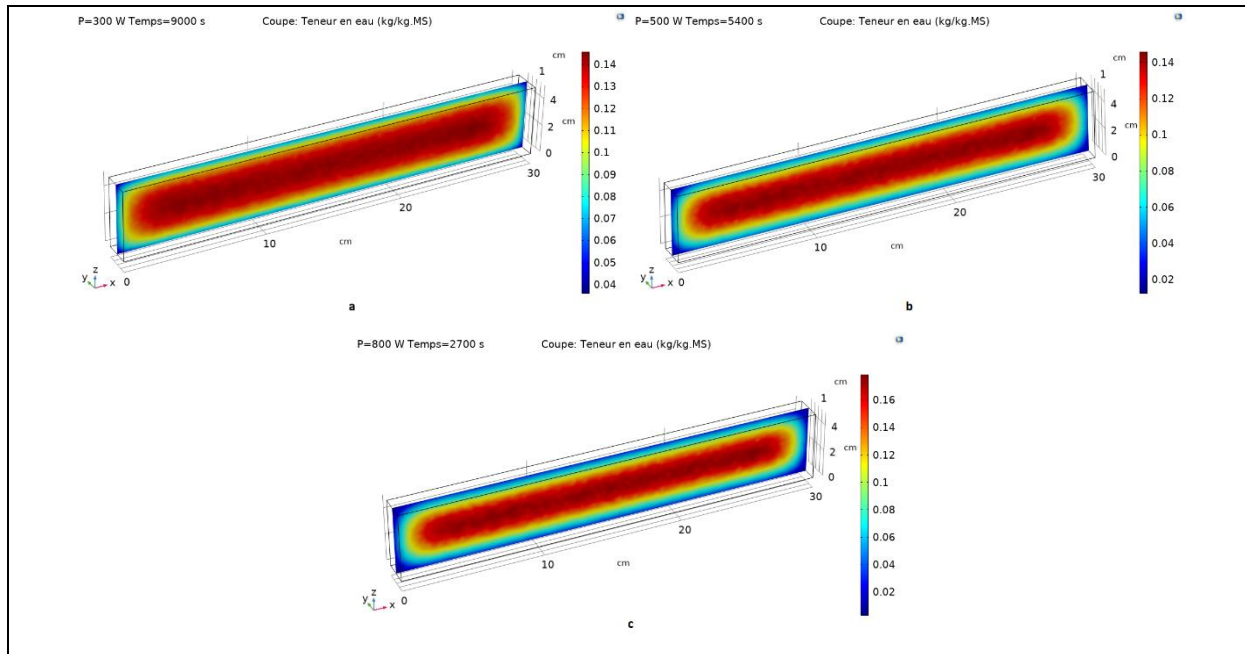 P=300 W Temps=9000 s Coupe: Teneur en eau (kg/kg.MS)
cm
1
4
2
cm
0
30
20
10
cm
0
y z x
0.14
0.13
0.12
0.11
0.1
0.09
0.08
0.07
0.06
0.05
0.04
a
P=500 W Temps=5400 s Coupe: Teneur en eau (kg/kg.MS)
cm
1
4
2
cm
0
30
20
10
cm
0
y z x
0.14
0.12
0.1
0.08
0.06
0.04
0.02
b
P=800 W Temps=2700 s Coupe: Teneur en eau (kg/kg.MS)
cm
1
4
2
cm
0
30
20
10
cm
0
y z x
0.16
0.14
0.12
0.1
0.08
0.06
0.04
0.02
c